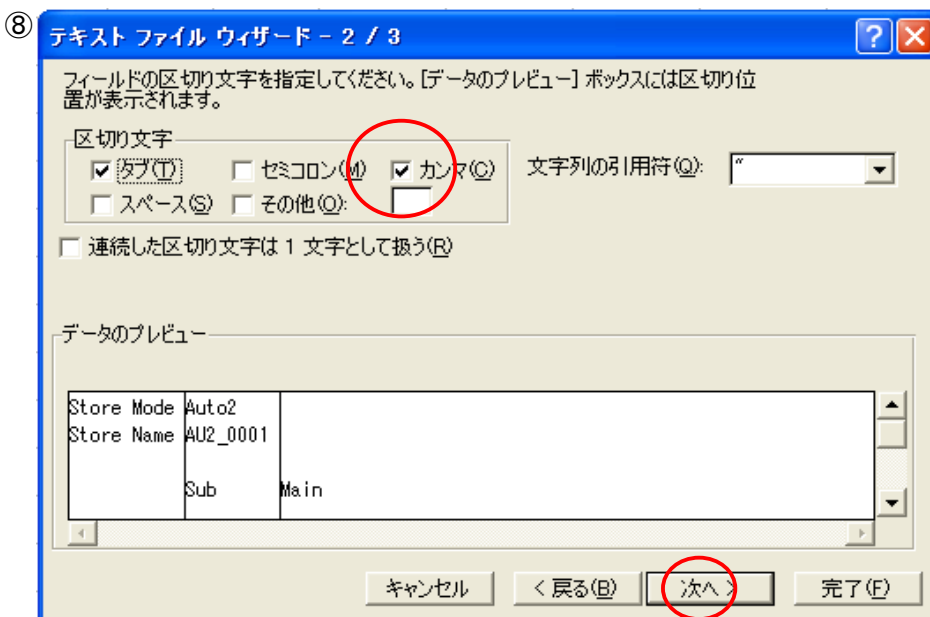 ⑧
テキスト ファイル ウィザード - 2 / 3
フィールドの区切り文字を指定してください。[データのプレビュー] ボックスには区切り位
置が表示されます。
区切り文字
タブ(T) セミコロン(M) カンマ(C) 文字列の引用符(Q): "
スペース(S) その他(O):
連続した区切り文字は 1 文字として扱う(R)
データのプレビュー
Store Mode Auto2
Store Name AU2_0001
Sub Main
キャンセル < 戻る(B) 次へ > 完了(F)